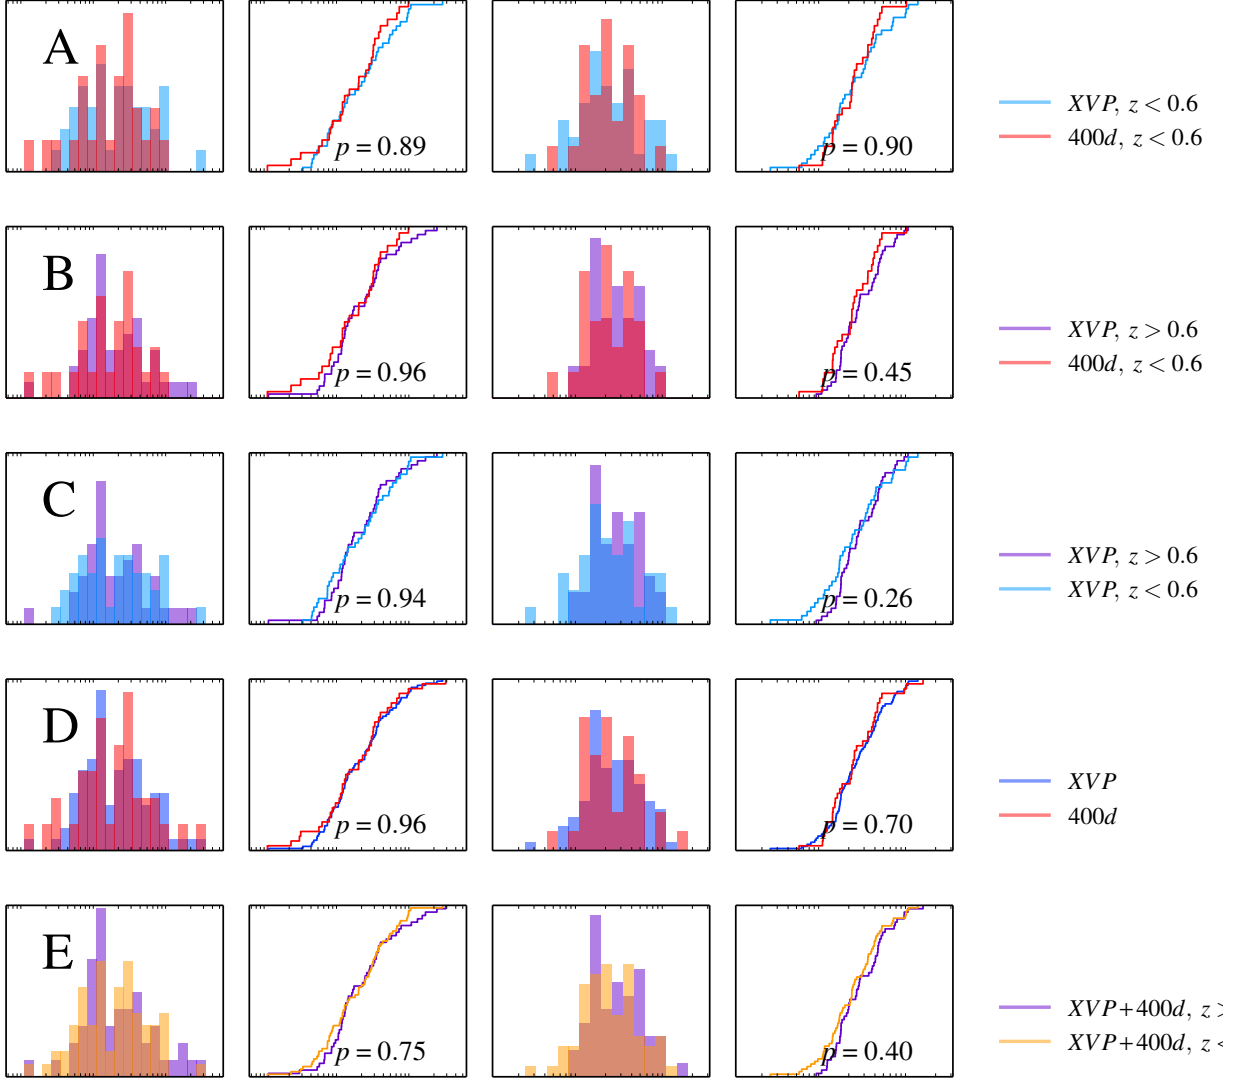 A
p = 0.89
p = 0.90
XVP, z < 0.6
400d, z < 0.6
B
p = 0.96
p = 0.45
XVP, z > 0.6
400d, z < 0.6
C
p = 0.94
p = 0.26
XVP, z > 0.6
XVP, z < 0.6
D
p = 0.96
p = 0.70
XVP
400d
E
p = 0.75
p = 0.40
XVP+400d, z >
XVP+400d, z <